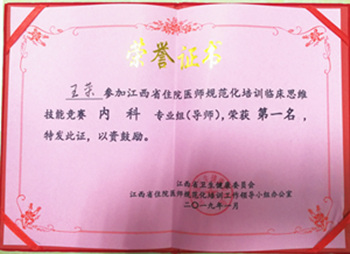 荣誉证书
王荣 参加江西省住院医师规范化培训临床思维
技能竞赛 内科 专业组(导师),荣获 第一名,
特发此证,以资鼓励。
江西省卫生健康委员会
江西省住院医师规范化培训工作领导小组办公室
二〇一九年一月